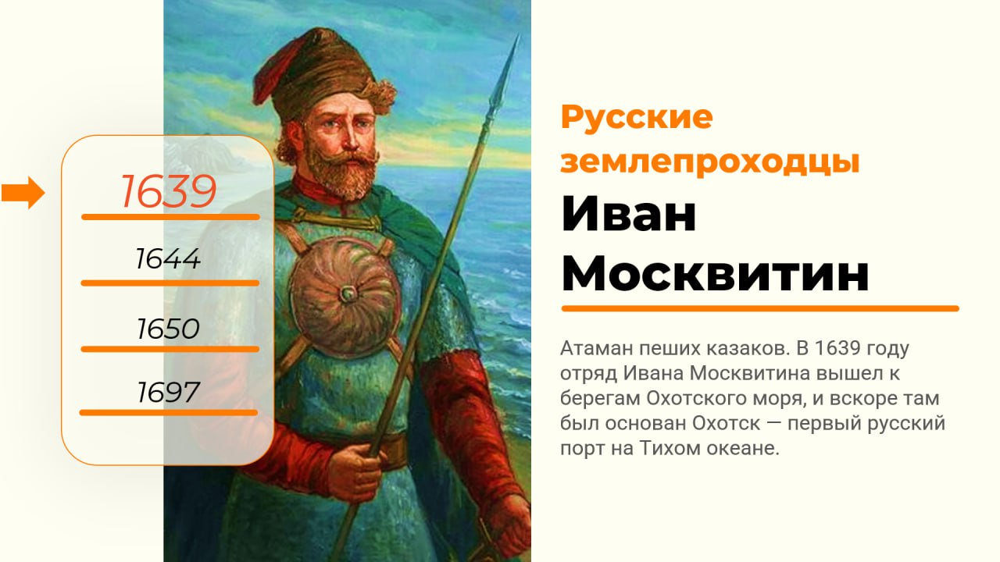 1639
1644
1650
1697
Русские
землепроходцы
Иван
Москвитин
Атаман пеших казаков. В 1639 году
отряд Ивана Москвитина вышел к
берегам Охотского моря, и вскоре там
был основан Охотск — первый русский
порт на Тихом океане.